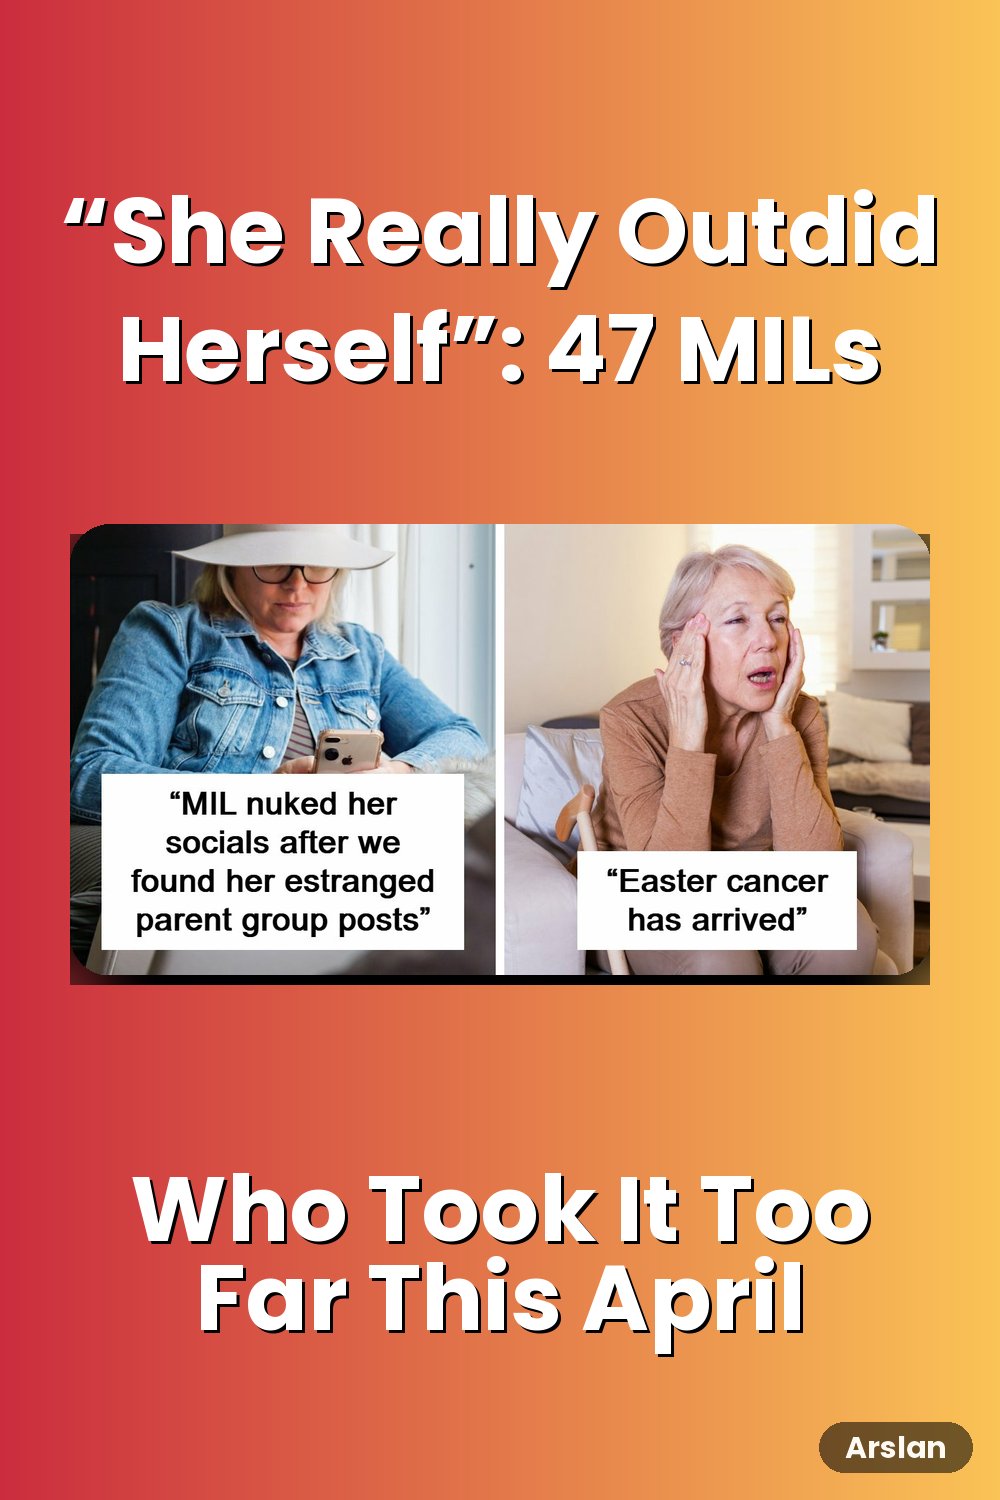 “She Really Outdid
Herself”: 47 MILs
“MIL nuked her
socials after we
found her estranged
parent group posts”
“Easter cancer
has arrived”
Who Took It Too
Far This April
Arslan